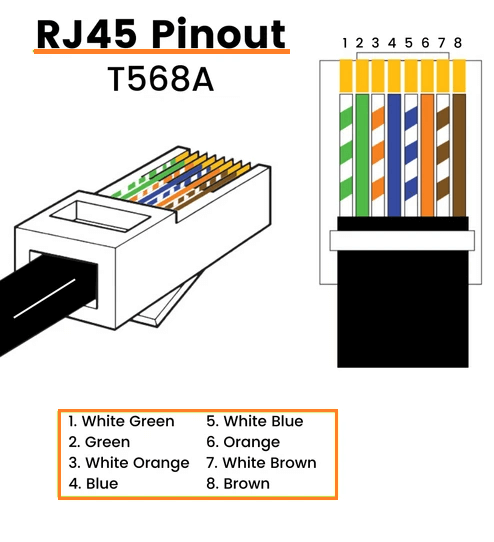 RJ45 Pinout
T568A
1 2 3 4 5 6 7 8
1. White Green
2. Green
3. White Orange
4. Blue
5. White Blue
6. Orange
7. White Brown
8. Brown